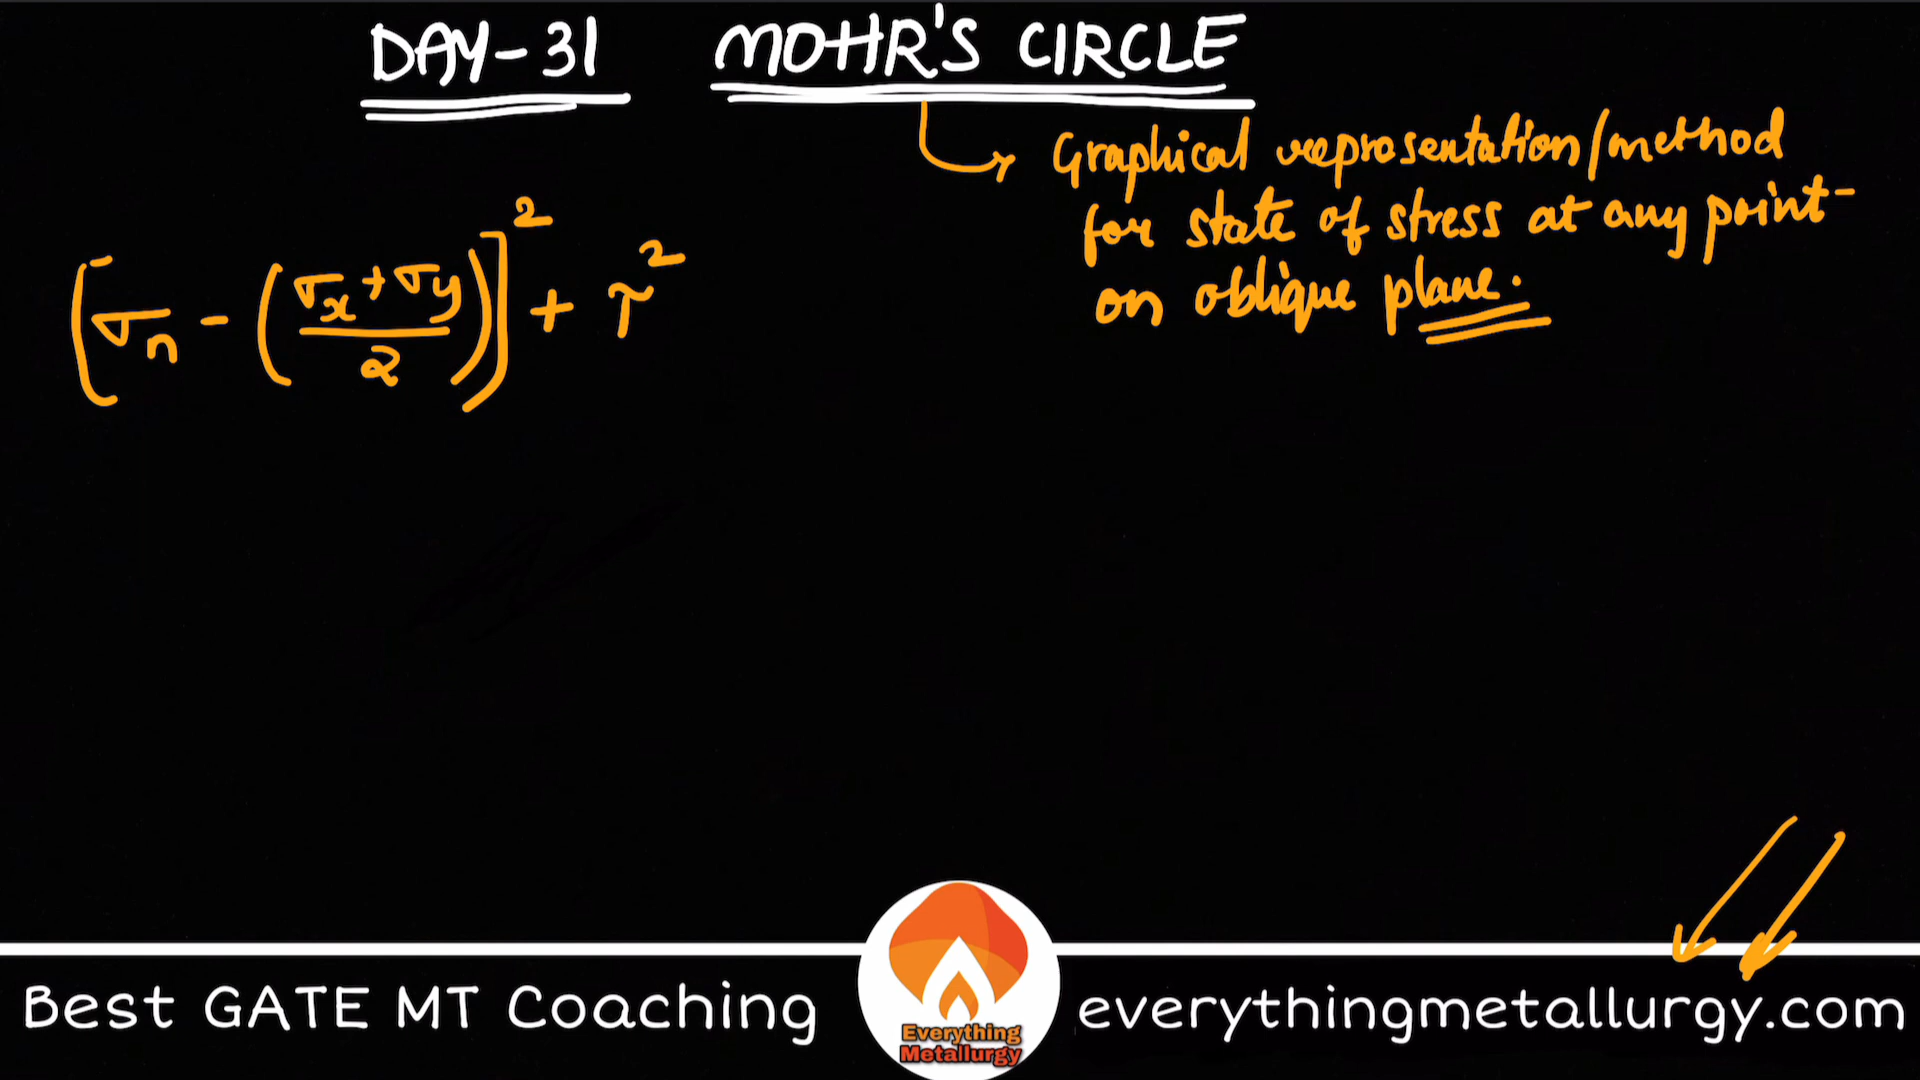 DAY-31 MOHR'S CIRCLE
Graphical representation/method
for state of stress at any point
on oblique plane.
[σn - (σx+σy/2)]² + τ²
Best GATE MT Coaching
Everything
Metallurgy
everythingmetallurgy.com